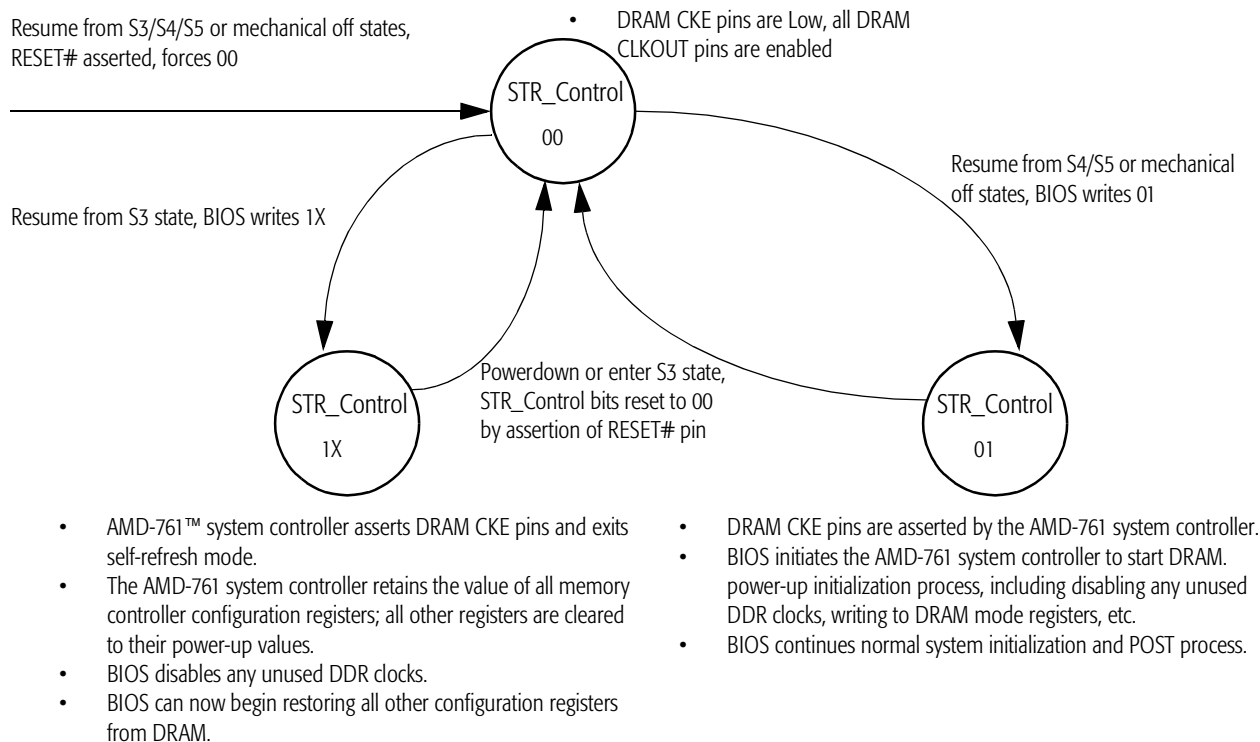 Resume from S3/S4/S5 or mechanical off states,
RESET# asserted, forces 00
• DRAM CKE pins are Low, all DRAM
CLKOUT pins are enabled
STR_Control
00
Resume from S4/S5 or mechanical
off states, BIOS writes 01
Resume from S3 state, BIOS writes 1X
Powerdown or enter S3 state,
STR_Control bits reset to 00
by assertion of RESET# pin
STR_Control
1X
STR_Control
01
• AMD-761™ system controller asserts DRAM CKE pins and exits
self-refresh mode.
• The AMD-761 system controller retains the value of all memory
controller configuration registers; all other registers are cleared
to their power-up values.
• BIOS disables any unused DDR clocks.
• BIOS can now begin restoring all other configuration registers
from DRAM.
• DRAM CKE pins are asserted by the AMD-761 system controller.
• BIOS initiates the AMD-761 system controller to start DRAM.
power-up initialization process, including disabling any unused
DDR clocks, writing to DRAM mode registers, etc.
• BIOS continues normal system initialization and POST process.